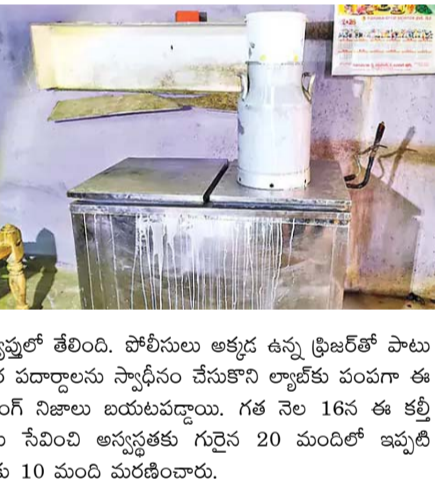 2026
ప్తులో తేలింది. పోలీసులు అక్కడ ఉన్న ఫ్రిజర్‌తో పాటు
పదార్దాలను స్వాధీనం చేసుకొని ల్యాబ్‌కు పంపగా ఈ
నిజాలు బయటపడ్డాయి. గత నెల 16న ఈ కల్తీ
సేవించి అస్వస్థతకు గురైన 20 మందిలో ఇప్పటి
కు 10 మంది మరణించారు.